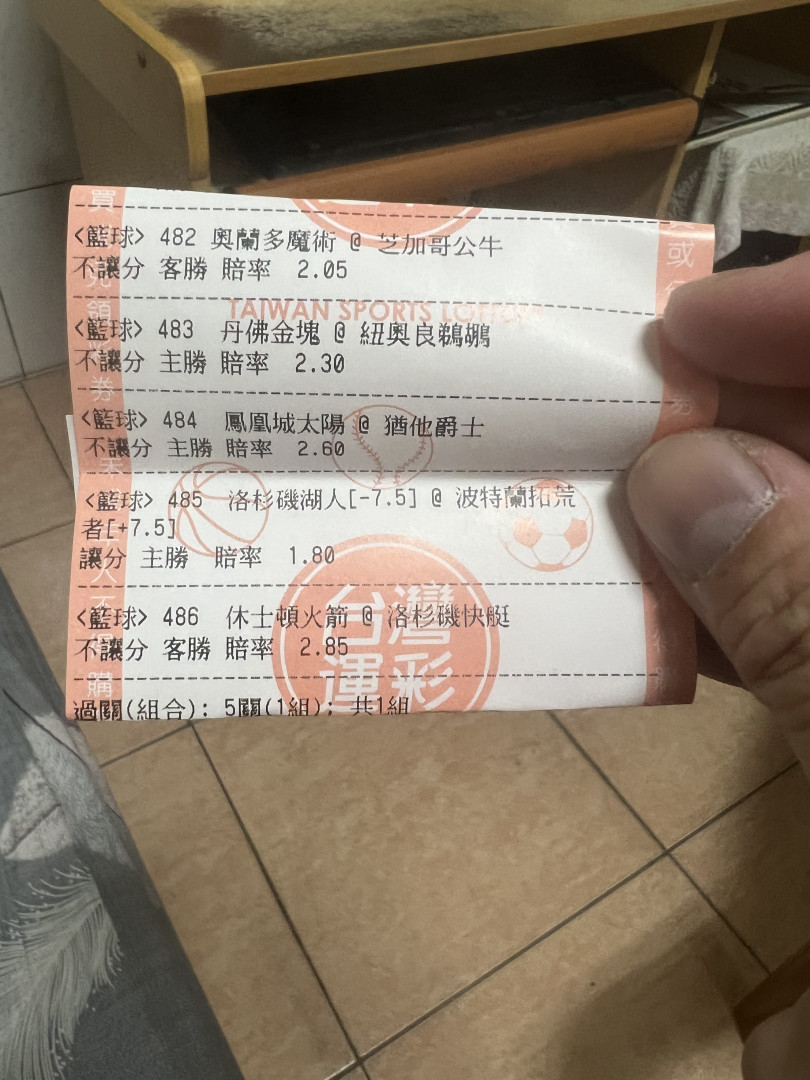 <籃球> 482 奧蘭多魔術 @ 芝加哥公牛
不讓分 客勝 賠率 2.05
TAIWAN SPORTS LOTTERY
<籃球> 483 丹佛金塊 @ 紐奧良鵜鶘
不讓分 主勝 賠率 2.30
<籃球> 484 鳳凰城太陽 @ 猶他爵士
不讓分 主勝 賠率 2.60
<籃球> 485 洛杉磯湖人[-7.5] @ 波特蘭拓荒
者[+7.5]
讓分 主勝 賠率 1.80
<籃球> 486 休士頓火箭 @ 洛杉磯快艇
不讓分 客勝 賠率 2.85
台灣
運彩
過關(組合): 5關(1組); 共1組